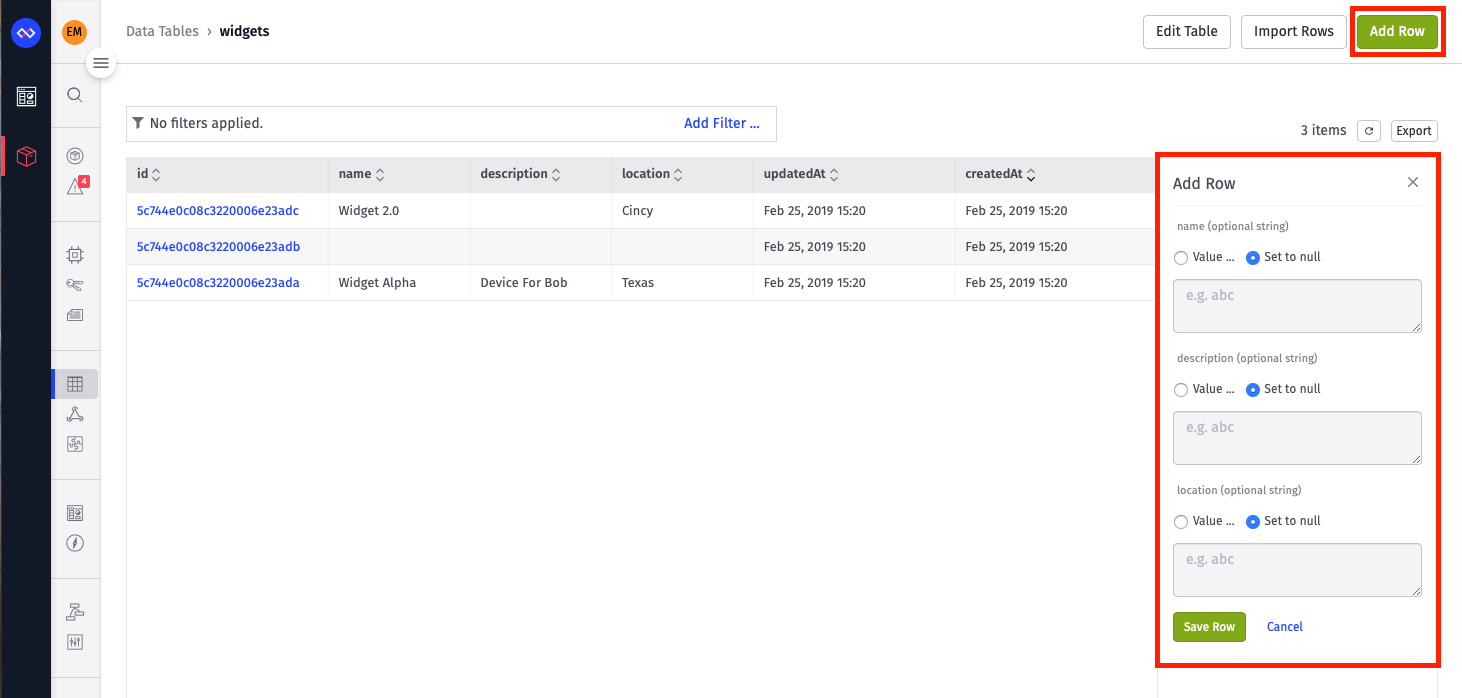 EM
Data Tables › widgets
Edit Table
Import Rows
Add Row
4
No filters applied.
Add Filter ...
3 items
Export
id name description location updatedAt createdAt
5c744e0c08c3220006e23adc Widget 2.0 Cincy Feb 25, 2019 15:20 Feb 25, 2019 15:20
5c744e0c08c3220006e23adb Feb 25, 2019 15:20 Feb 25, 2019 15:20
5c744e0c08c3220006e23ada Widget Alpha Device For Bob Texas Feb 25, 2019 15:20 Feb 25, 2019 15:20
Add Row
name (optional string)
Value ... Set to null
e.g. abc
description (optional string)
Value ... Set to null
e.g. abc
location (optional string)
Value ... Set to null
e.g. abc
Save Row Cancel